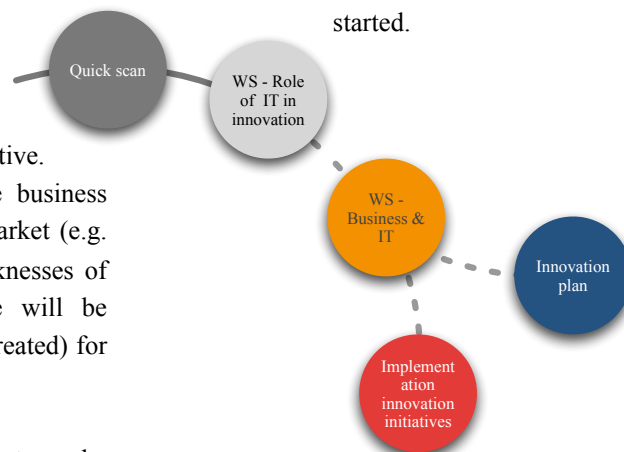 started.
Quick scan
WS - Role
of IT in
innovation
tive.
business
arket (e.g.
WS -
Business &
IT
knesses of
will be
reated) for
Innovation
plan
Implement
ation
innovation
initiatives